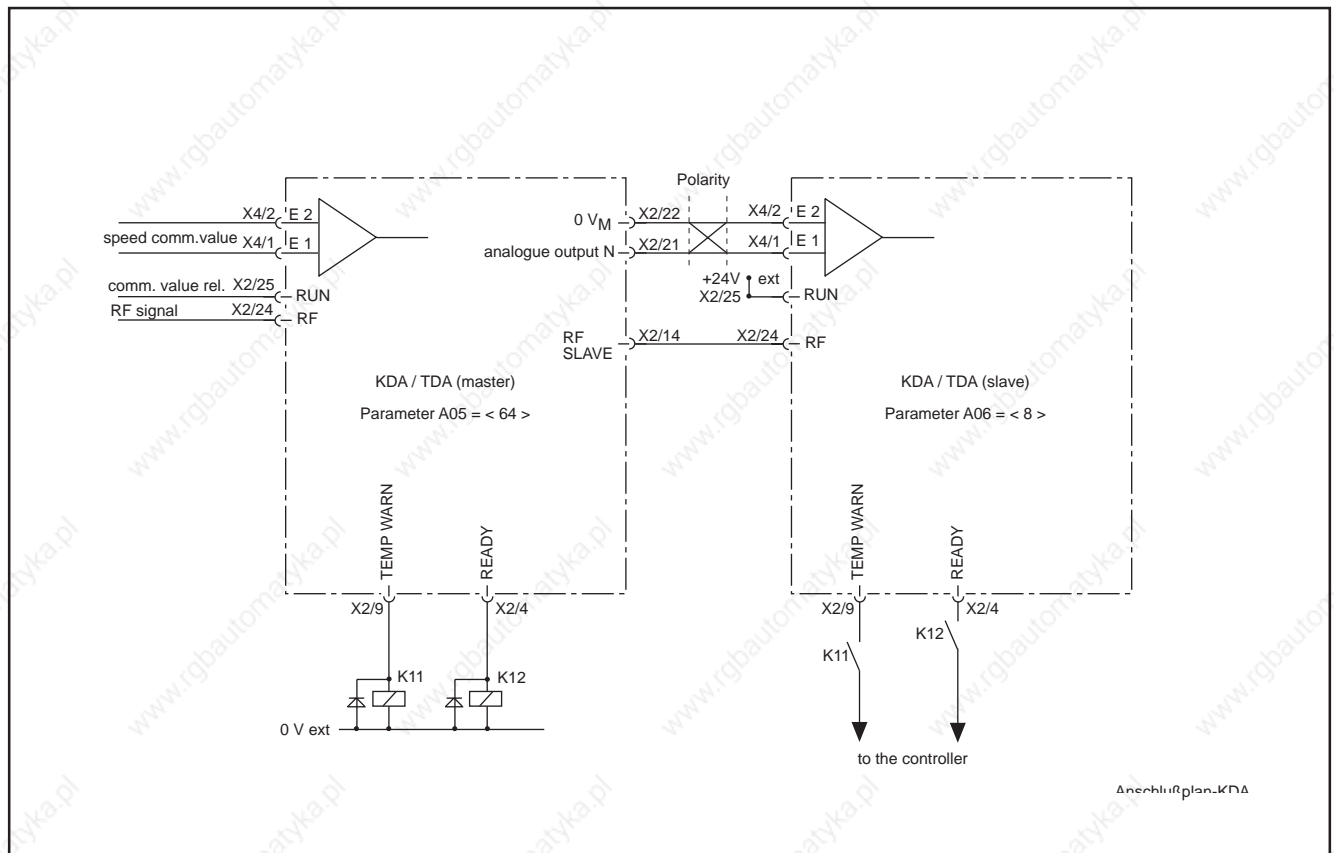 Polarity
X4/2 E 2
speed comm.value X4/1 E 1
comm. value rel. X2/25 RUN
RF signal X2/24 RF
0 VM X2/22 X4/2 E 2
analogue output N X2/21 X4/1 E 1
+24V ext
X2/25 RUN
RF SLAVE X2/14 X2/24 RF
KDA / TDA (master)
Parameter A05 = < 64 >
KDA / TDA (slave)
Parameter A06 = < 8 >
TEMP WARN
READY
X2/9 X2/4
K11 K12
0 V ext
TEMP WARN
READY
X2/9 X2/4
K11 K12
to the controller
Anschlußplan-KDA
www.rgbautomatyka.pl